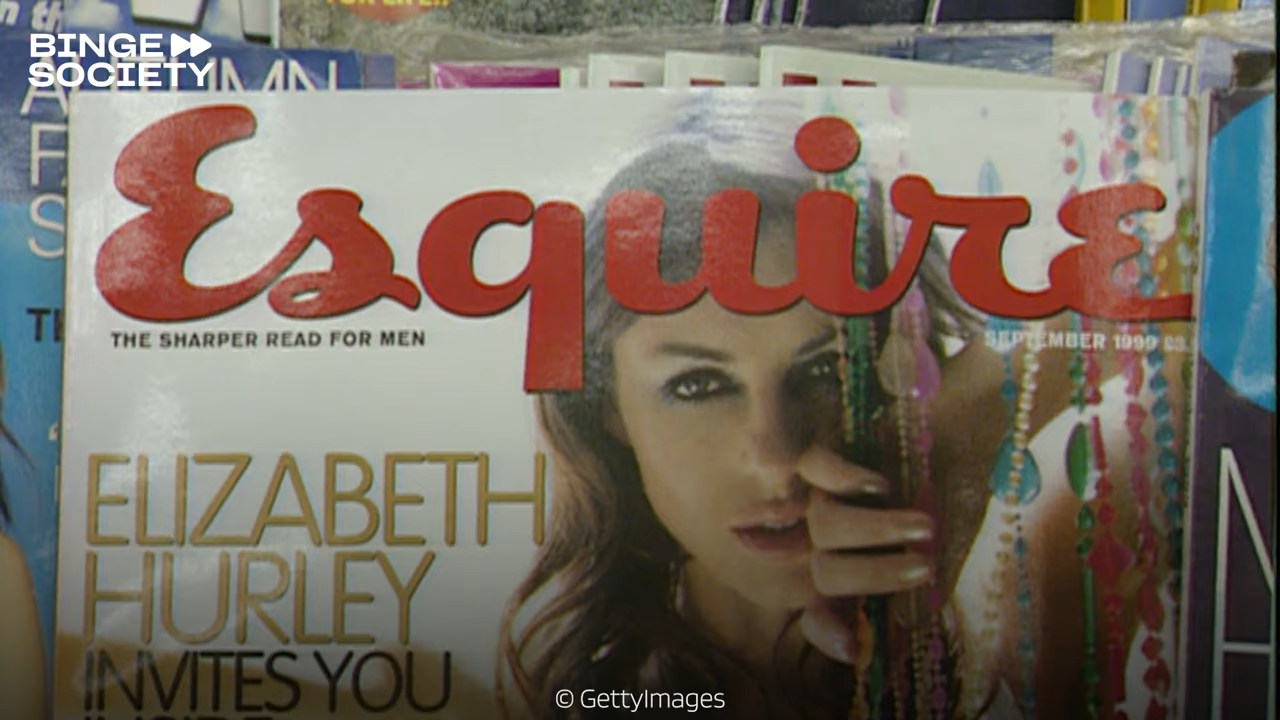 BINGE
SOCIETY
Esquire
THE SHARPER READ FOR MEN
SEPTEMBER 1999
ELIZABETH
HURLEY
INVITES YOU
© GettyImages